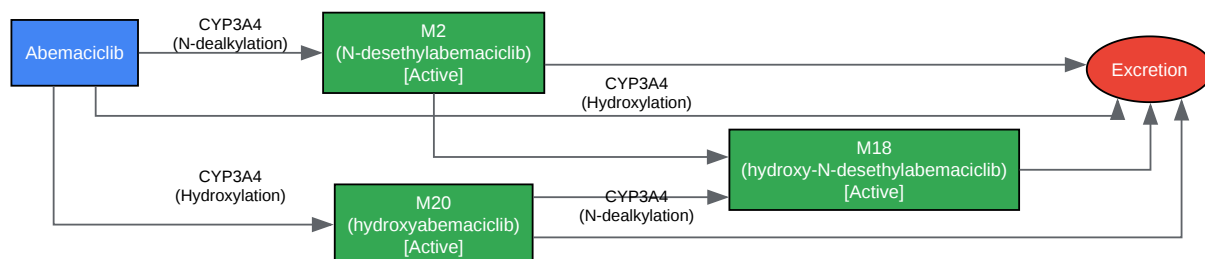 CYP3A4
(N-dealkylation)
Abemaciclib
M2
(N-desethylabemaciclib)
[Active]
Excretion
CYP3A4
(Hydroxylation)
M18
(hydroxy-N-desethylabemaciclib)
[Active]
CYP3A4
(Hydroxylation)
M20
(hydroxyabemaciclib)
[Active]
CYP3A4
(N-dealkylation)